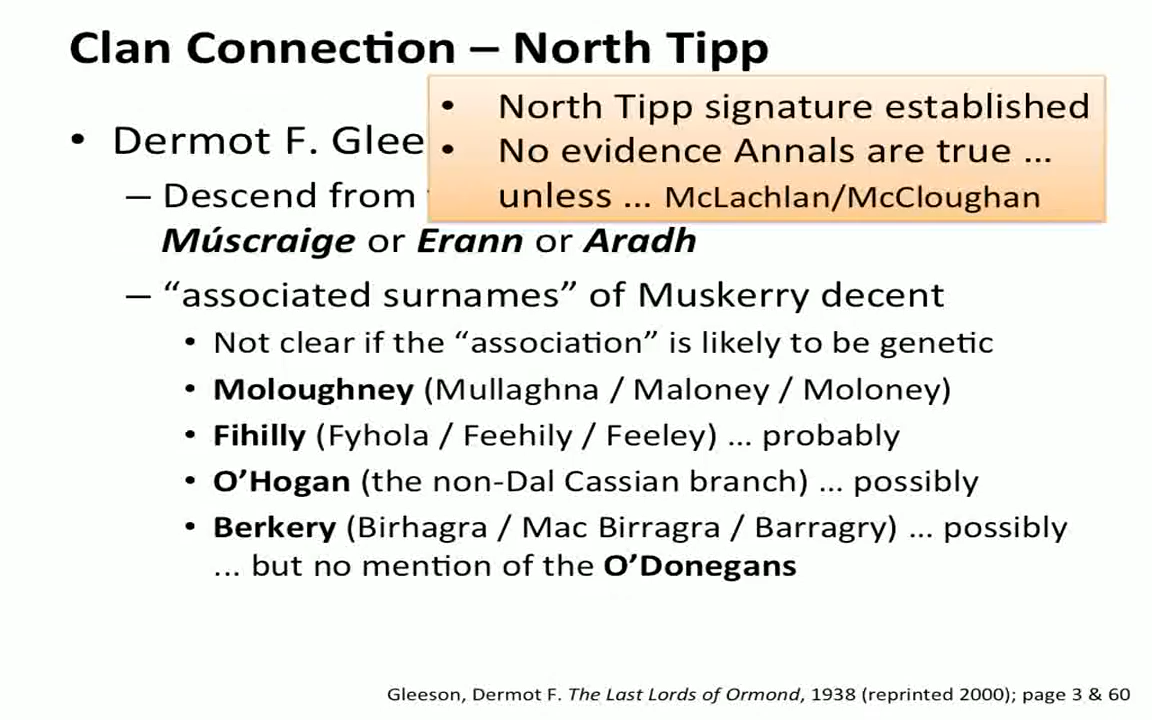 Clan Connection – North Tipp
• North Tipp signature established
• No evidence Annals are true ...
unless ... McLachlan/McCloughan
• Dermot F. Glee
– Descend from
Múscraige or Erann or Aradh
– “associated surnames” of Muskerry decent
• Not clear if the “association” is likely to be genetic
• Moloughney (Mullaghna / Maloney / Moloney)
• Fihilly (Fyhola / Feehily / Feeley) ... probably
• O’Hogan (the non-Dal Cassian branch) ... possibly
• Berkery (Birhagra / Mac Birragra / Barragry) ... possibly
... but no mention of the O’Donegans
Gleeson, Dermot F. The Last Lords of Ormond, 1938 (reprinted 2000); page 3 & 60